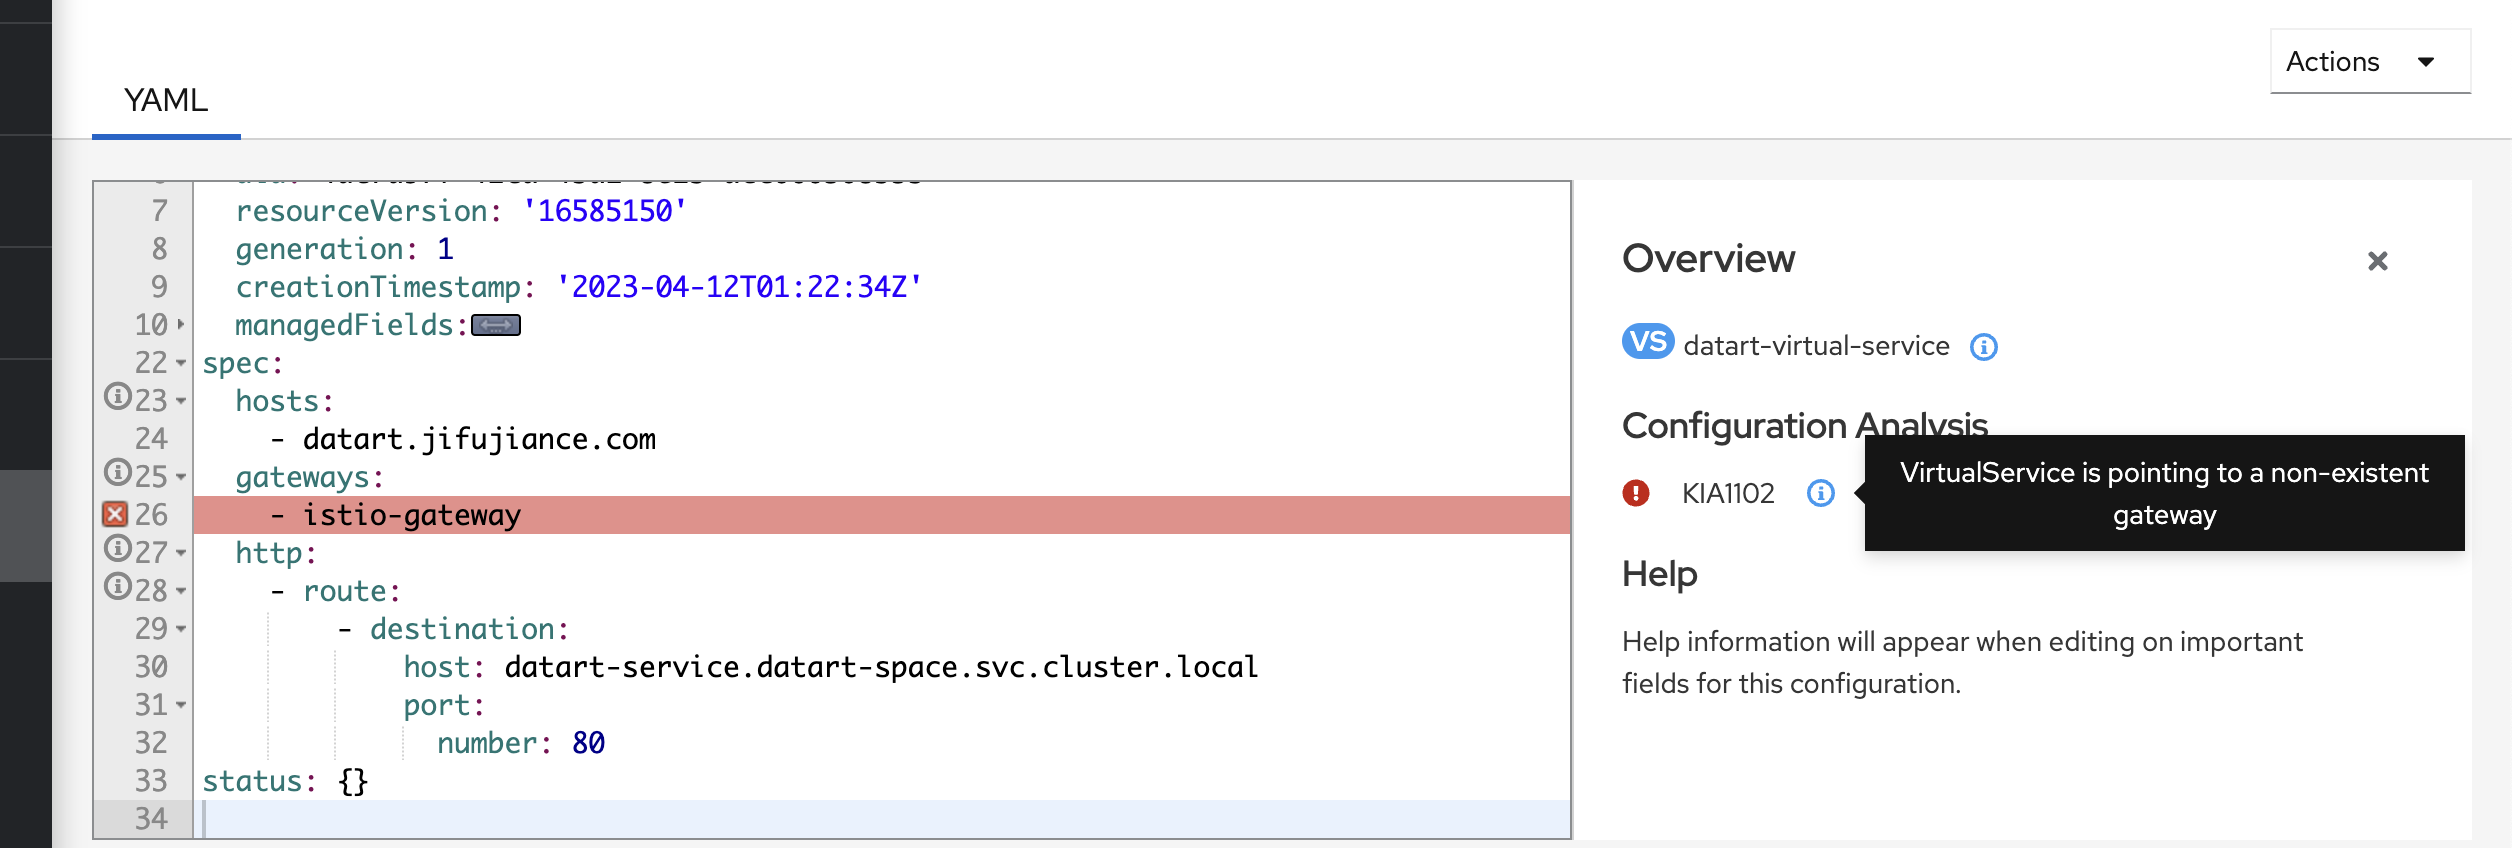 Actions
YAML
7 resourceVersion: '16585150'
8 generation: 1
9 creationTimestamp: '2023-04-12T01:22:34Z'
10 managedFields:
22 spec:
23 hosts:
24 - datart.jifujiance.com
25 gateways:
26 - istio-gateway
27 http:
28 - route:
29 - destination:
30 host: datart-service.datart-space.svc.cluster.local
31 port:
32 number: 80
33 status: {}
34
Overview
VS datart-virtual-service
Configuration Analysis
KIA1102
VirtualService is pointing to a non-existent
gateway
Help
Help information will appear when editing on important
fields for this configuration.